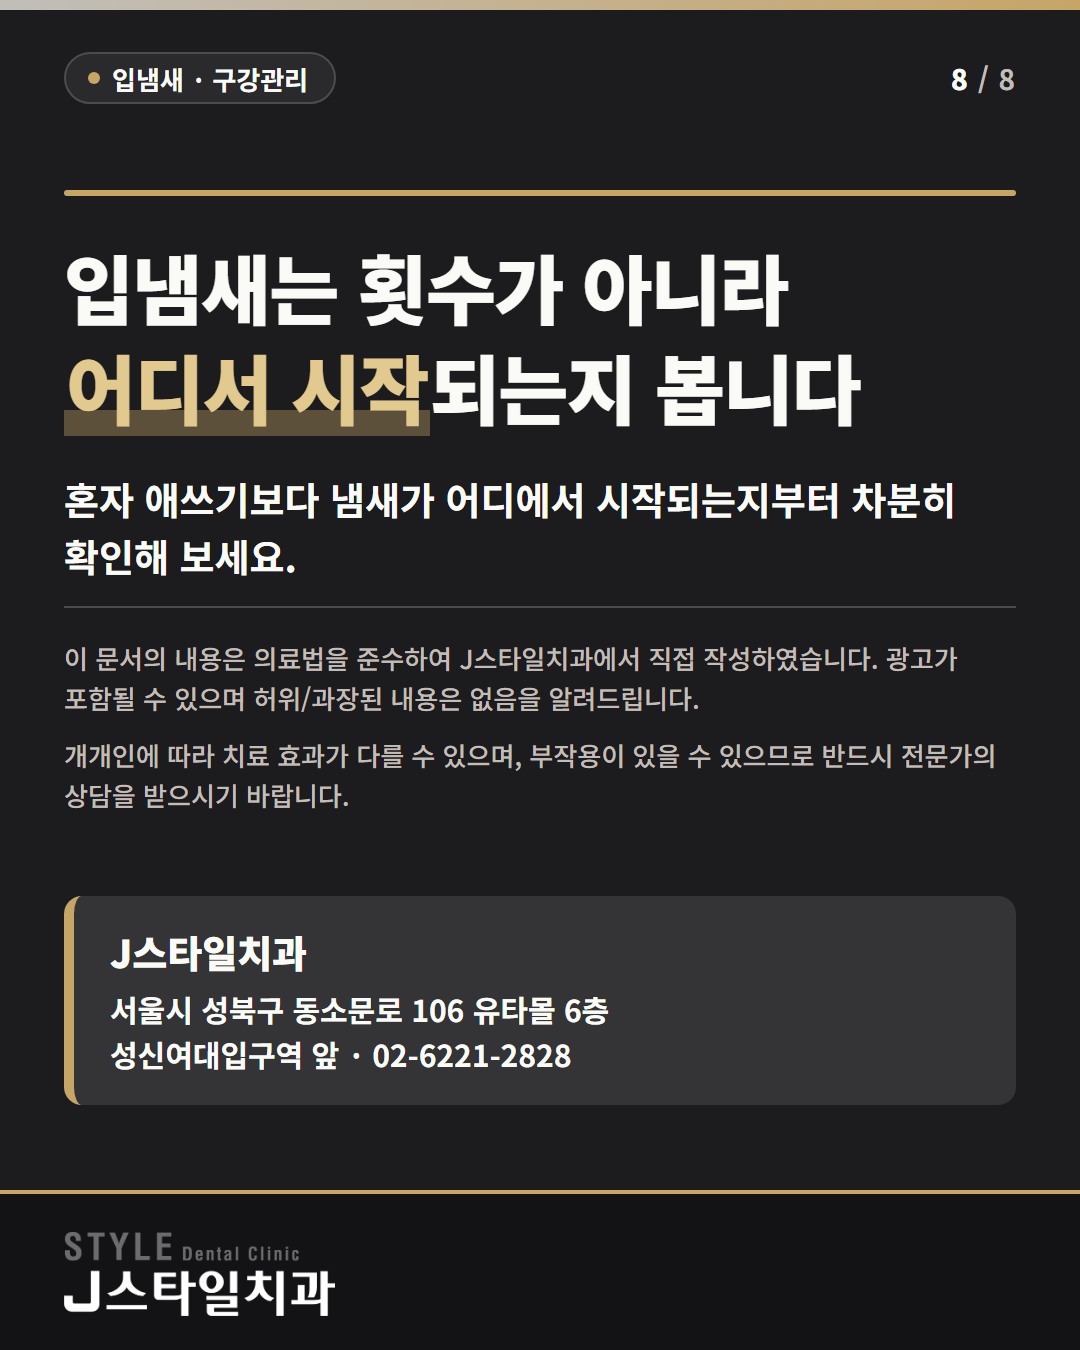 입냄새 · 구강관리
8 / 8
입냄새는 횟수가 아니라
어디서 시작되는지 봅니다
혼자 애쓰기보다 냄새가 어디에서 시작되는지부터 차분히
확인해 보세요.
이 문서의 내용은 의료법을 준수하여 J스타일치과에서 직접 작성하였습니다. 광고가
포함될 수 있으며 허위/과장된 내용은 없음을 알려드립니다.
개개인에 따라 치료 효과가 다를 수 있으며, 부작용이 있을 수 있으므로 반드시 전문가의
상담을 받으시기 바랍니다.
J스타일치과
서울시 성북구 동소문로 106 유타몰 6층
성신여대입구역 앞 · 02-6221-2828
STYLE Dental Clinic
J스타일치과